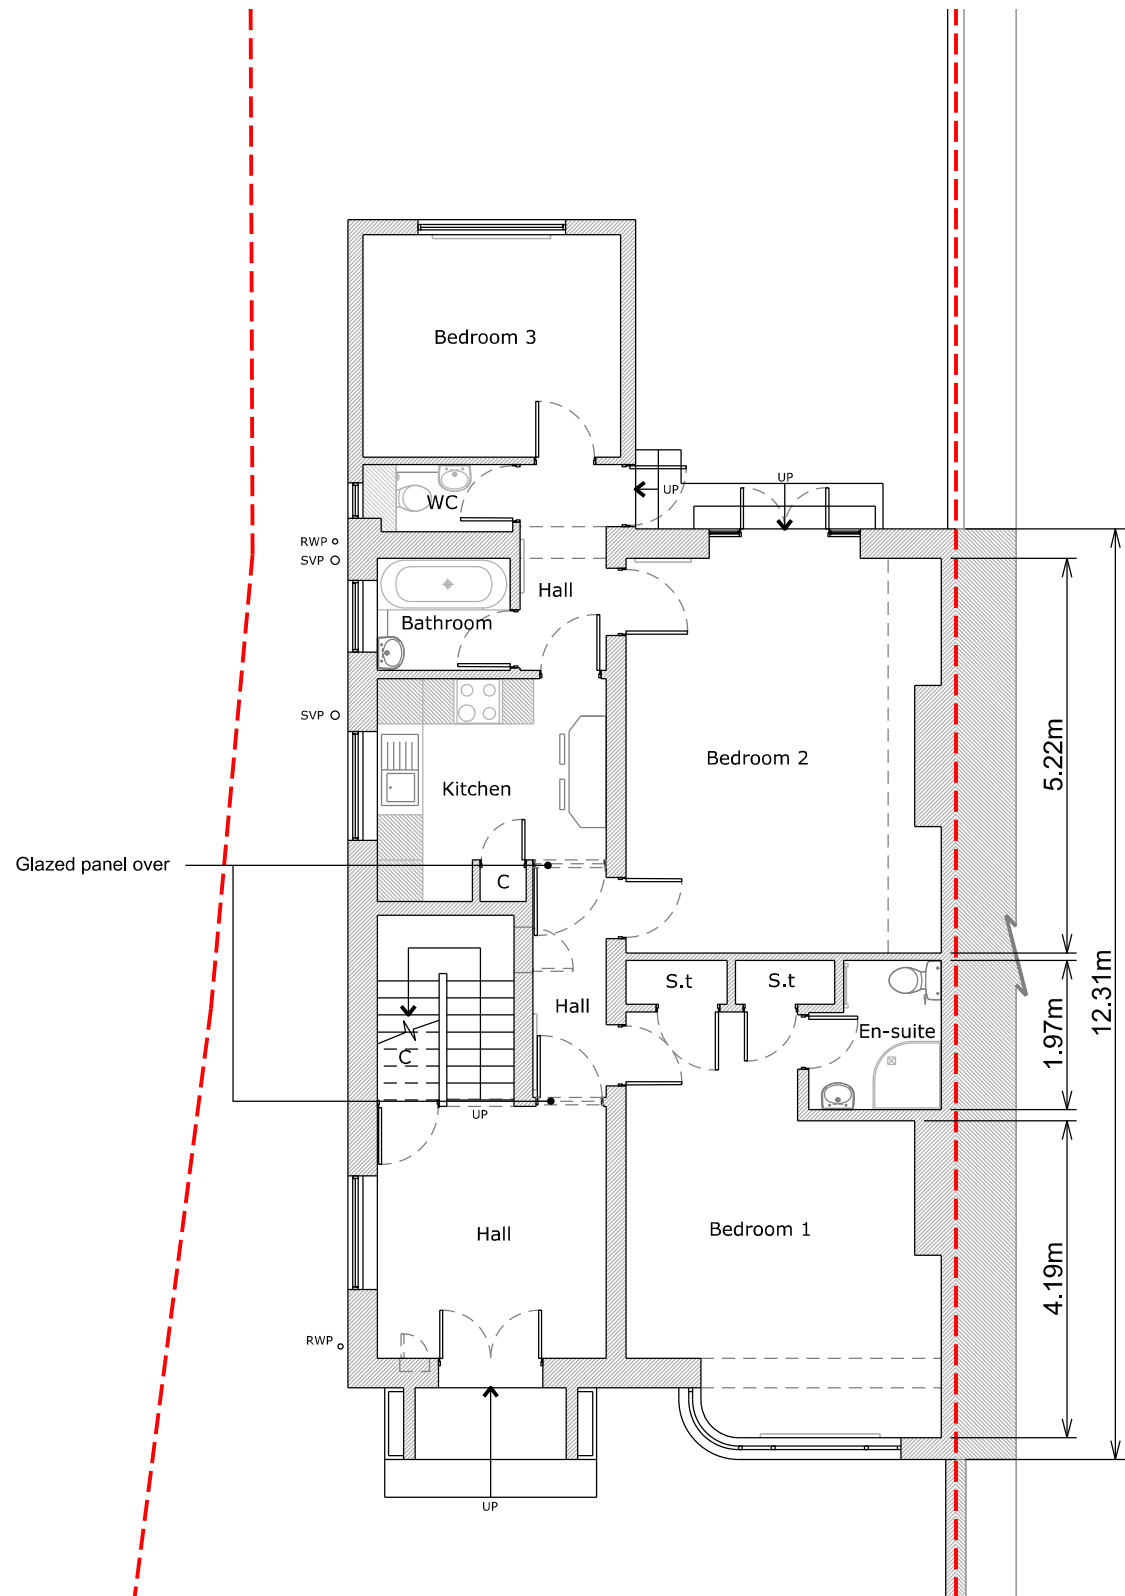 Bedroom 3
WC
UP
UP
RWP
SVP
Hall
Bathroom
SVP
Bedroom 2
5.22m
Kitchen
Glazed panel over
C
S.t
S.t
Hall
En-suite
1.97m
12.31m
C
UP
Hall
Bedroom 1
4.19m
RWP
UP